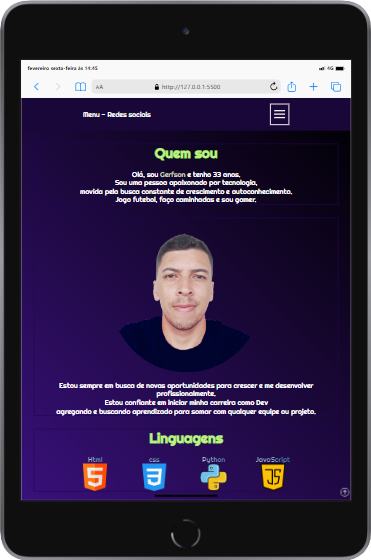 fevereiro sexta-feira às 14:45
4G
AA
http://127.0.0.1:5500
Menu - Redes sociais
Quem sou
Olá, sou Gerfson e tenho 33 anos,
Sou uma pessoa apaixonado por tecnologia,
movido pela busca constante de crescimento e autoconhecimento.
Jogo futebol, faço caminhadas e sou gamer.
Estou sempre em busca de novas oportunidades para crescer e me desenvolver
profissionalmente,
Estou confiante em iniciar minha carreira como Dev
agregando e buscando aprendizado para somar com qualquer equipe ou projeto.
Linguagens
Html css Python JavaScript
5 3 JS